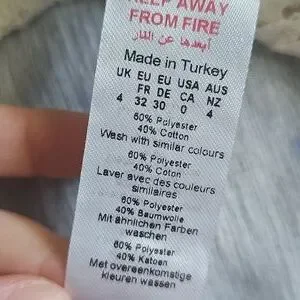 KEEP AWAY
FROM FIRE
أبعدها عن النار
Made in Turkey
UK EU EU USA AUS
FR DE CA NZ
4 32 30 0 4
60% Polyester
40% Cotton
Wash with similar colours
60% Polyester
40% Coton
Laver avec des couleurs
similaires
60% Polyester
40% Baumwolle
Mit ähnlichen Farben
waschen
60% Polyester
40% Katoen
Met overeenkomstige
kleuren wassen